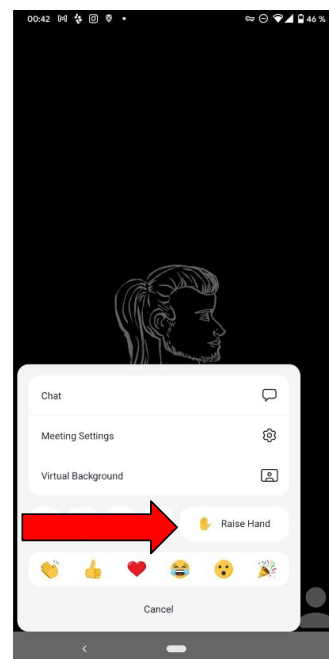 00:42 46 %
Chat
Meeting Settings
Virtual Background
Raise Hand
Cancel